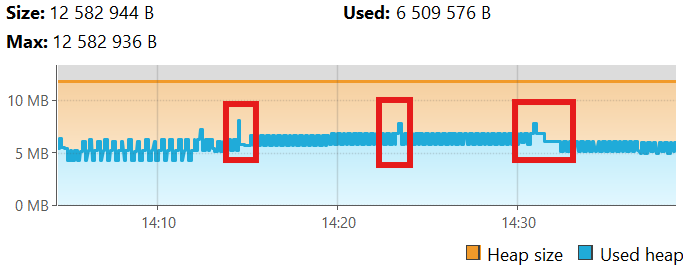 Size: 12 582 944 B Used: 6 509 576 B
Max: 12 582 936 B
10 MB
5 MB
0 MB
14:10 14:20 14:30
Heap size Used heap